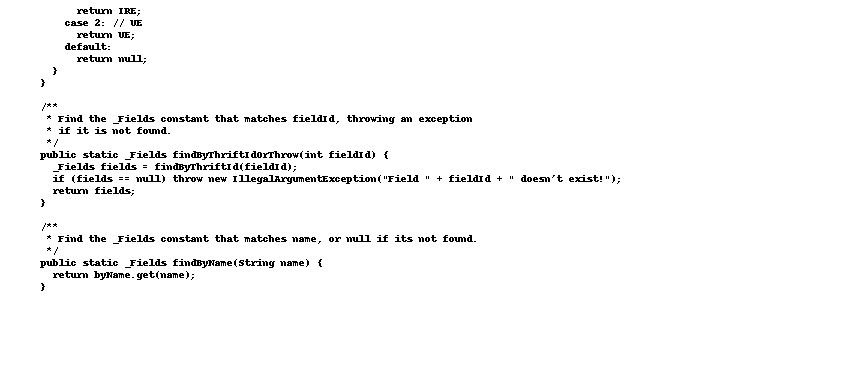 return IRE;
case 2: // UE
return UE;
default:
return null;
}
}
/**
* Find the _Fields constant that matches fieldId, throwing an exception
* if it is not found.
*/
public static _Fields findByThriftIdOrThrow(int fieldId) {
_Fields fields = findByThriftId(fieldId);
if (fields == null) throw new IllegalArgumentException("Field " + fieldId + " doesn't exist!");
return fields;
}
/**
* Find the _Fields constant that matches name, or null if its not found.
*/
public static _Fields findByName(String name) {
return byName.get(name);
}